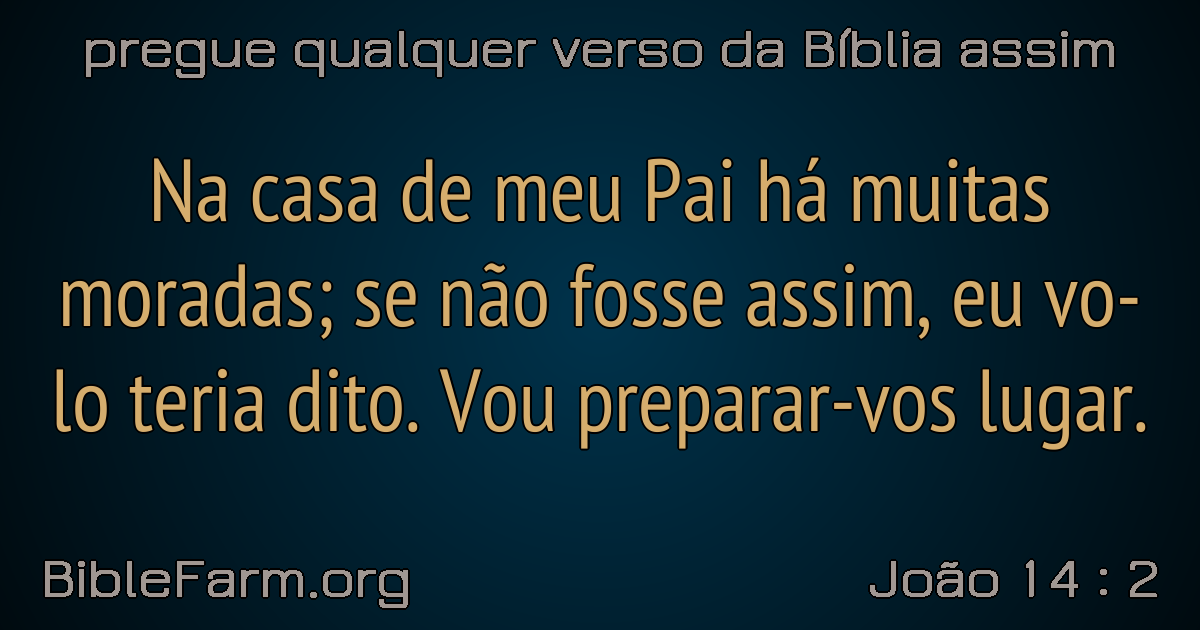 pregue qualquer verso da Bíblia assim
Na casa de meu Pai há muitas
moradas; se não fosse assim, eu vo-
lo teria dito. Vou preparar-vos lugar.
BibleFarm.org
João 14 : 2